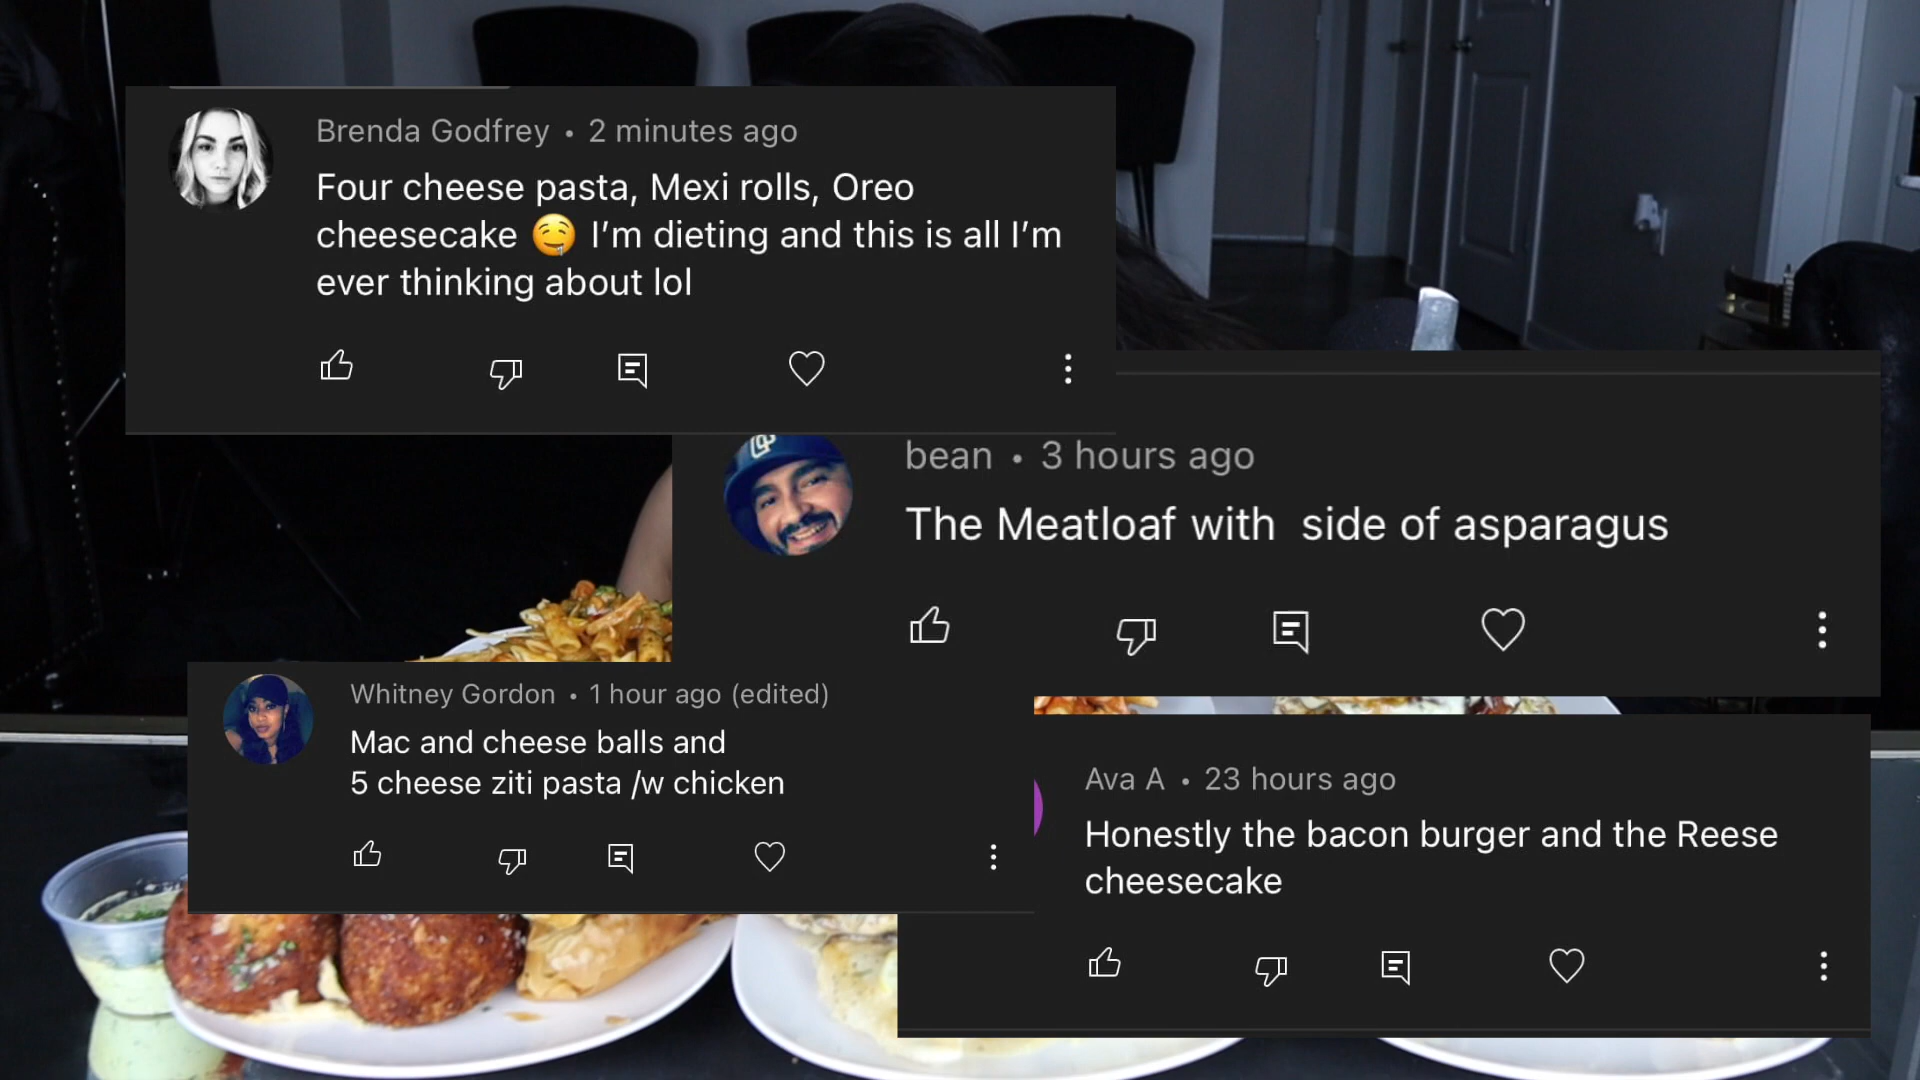 Brenda Godfrey • 2 minutes ago
Four cheese pasta, Mexi rolls, Oreo
cheesecake 🤤 I'm dieting and this is all I'm
ever thinking about lol
bean • 3 hours ago
The Meatloaf with  side of asparagus
Whitney Gordon • 1 hour ago (edited)
Mac and cheese balls and
5 cheese ziti pasta /w chicken
Ava A • 23 hours ago
Honestly the bacon burger and the Reese
cheesecake